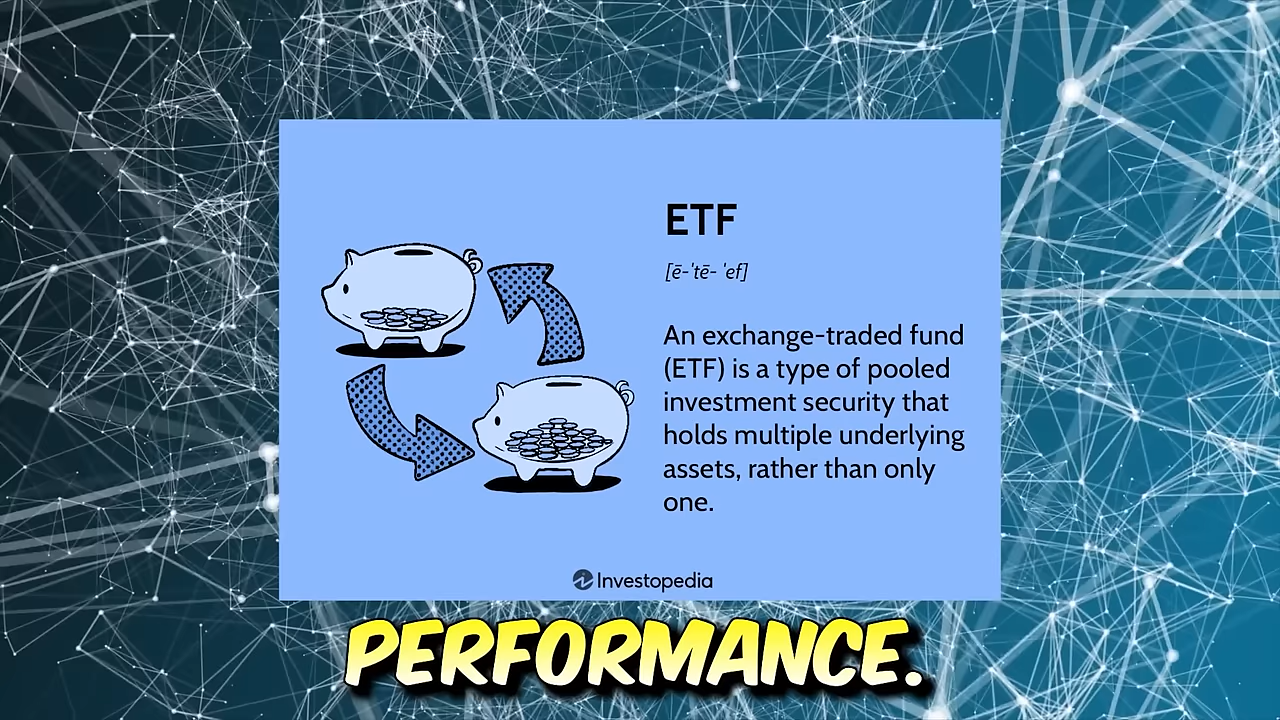 ETF
[ē-'tē- 'ef]
An exchange-traded fund
(ETF) is a type of pooled
investment security that
holds multiple underlying
assets, rather than only
one.
Investopedia
PERFORMANCE.